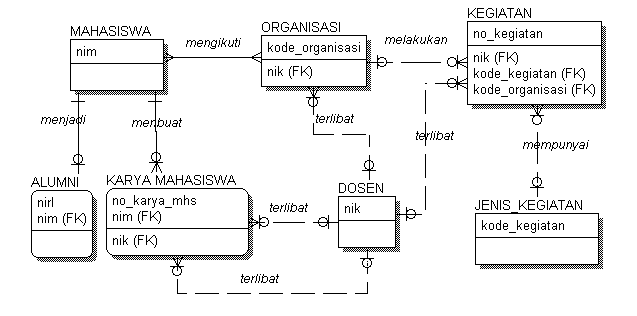 MAHASISWA
nim
mengikuti
ORGANISASI
kode_organisasi
nik (FK)
melakukan
KEGIATAN
no_kegiatan
nik (FK)
kode_kegiatan (FK)
kode_organisasi (FK)
menjadi
membuat
terlibat
terlibat
mempunyai
ALUMNI
nirl
nim (FK)
KARYA MAHASISWA
no_karya_mhs
nim (FK)
nik (FK)
terlibat
DOSEN
nik
JENIS_KEGIATAN
kode_kegiatan
terlibat